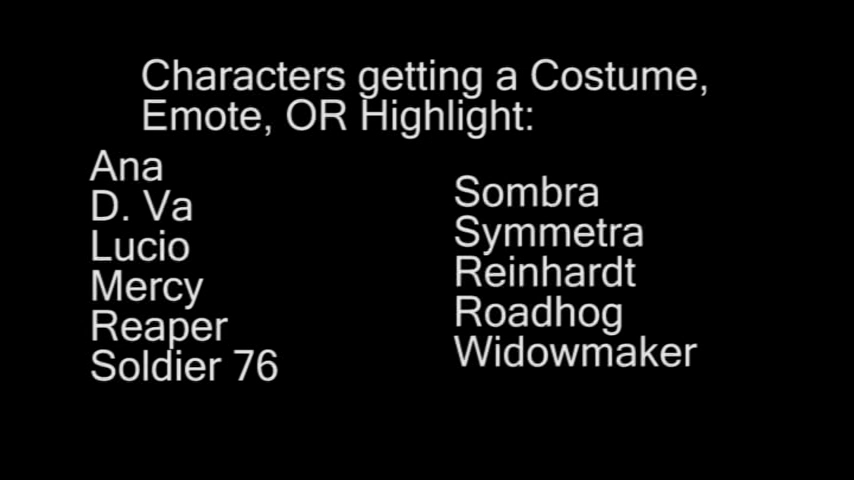 Characters getting a Costume,
Emote, OR Highlight:
Ana
D. Va
Lucio
Mercy
Reaper
Soldier 76
Sombra
Symmetra
Reinhardt
Roadhog
Widowmaker